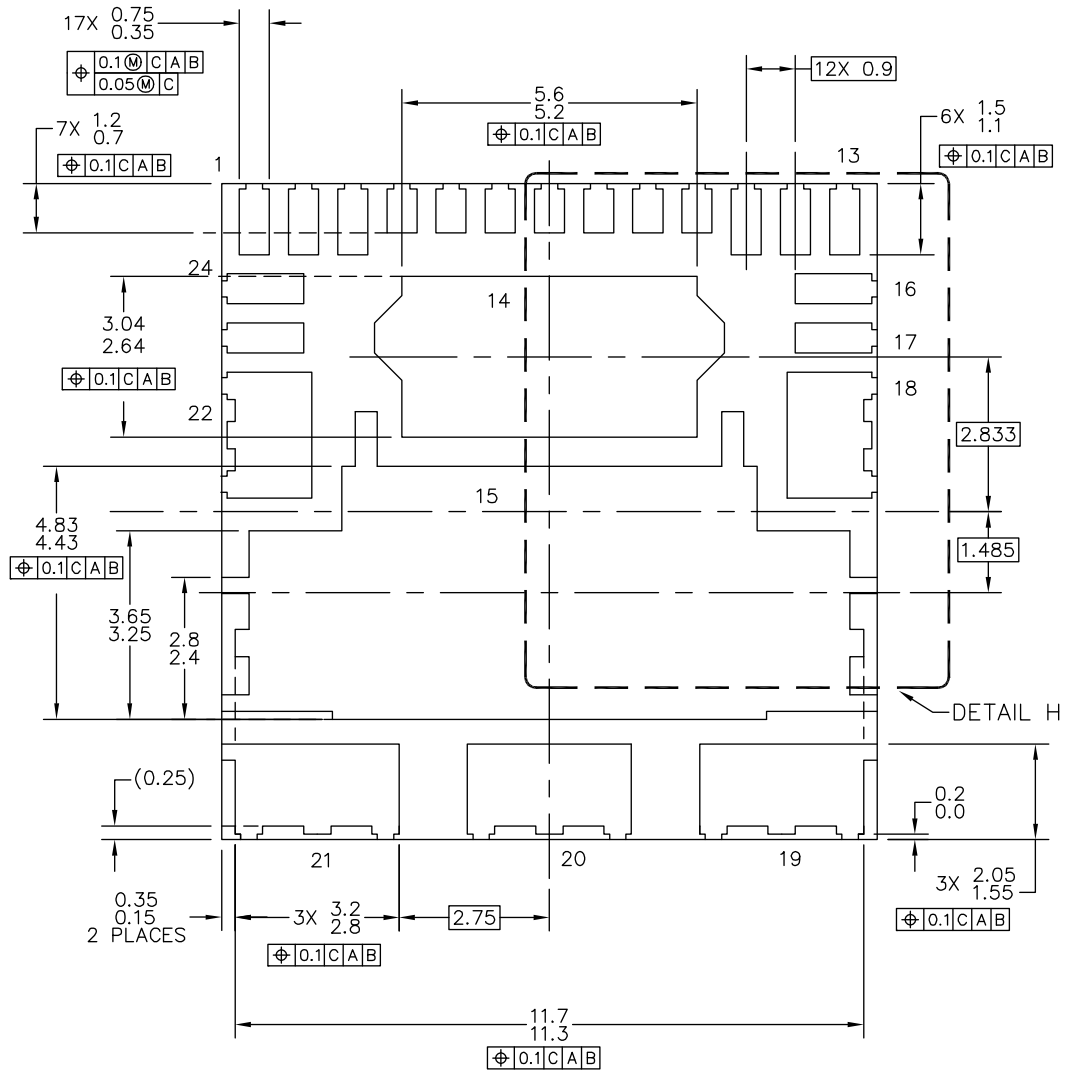 17X 0.75
0.35
⌖ 0.1 Ⓜ C A B
0.05 Ⓜ C
12X 0.9
5.6
5.2
⌖ 0.1 C A B
7X 1.2
0.7
⌖ 0.1 C A B
6X 1.5
1.1
⌖ 0.1 C A B
1
13
24
14
16
3.04
2.64
⌖ 0.1 C A B
17
18
22
2.833
15
4.83
4.43
⌖ 0.1 C A B
1.485
3.65
3.25
2.8
2.4
DETAIL H
(0.25)
0.2
0.0
21
20
19
3X 2.05
1.55
⌖ 0.1 C A B
0.35
0.15
2 PLACES
3X 3.2
2.8
⌖ 0.1 C A B
2.75
11.7
11.3
⌖ 0.1 C A B